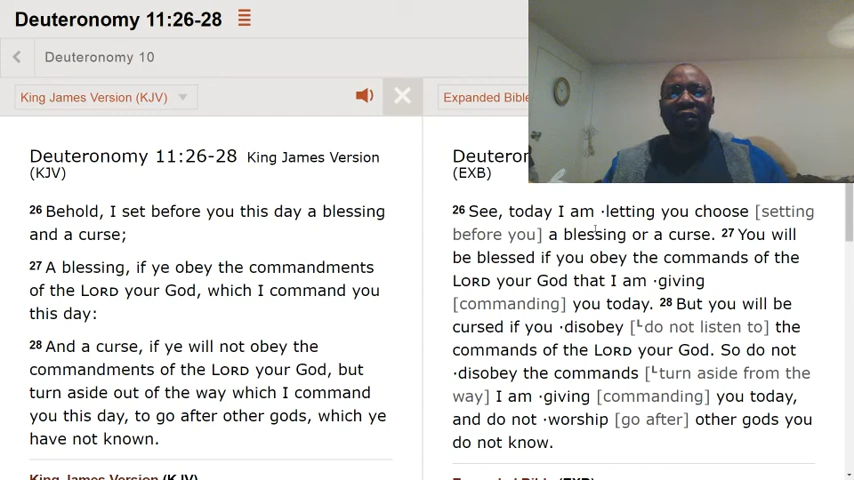 Deuteronomy 11:26-28
Deuteronomy 10
King James Version (KJV)
Expanded Bible
Deuteronomy 11:26-28 King James Version
(KJV)
26 Behold, I set before you this day a blessing
and a curse;
27 A blessing, if ye obey the commandments
of the LORD your God, which I command you
this day:
28 And a curse, if ye will not obey the
commandments of the LORD your God, but
turn aside out of the way which I command
you this day, to go after other gods, which ye
have not known.
King James Version (KJV)
Deuteron
(EXB)
26 See, today I am ·letting you choose [setting
before you] a blessing or a curse. 27 You will
be blessed if you obey the commands of the
LORD your God that I am ·giving
[commanding] you today. 28 But you will be
cursed if you ·disobey [└do not listen to] the
commands of the LORD your God. So do not
·disobey the commands [└turn aside from the
way] I am ·giving [commanding] you today,
and do not ·worship [go after] other gods you
do not know.
Expanded Bible (EXB)